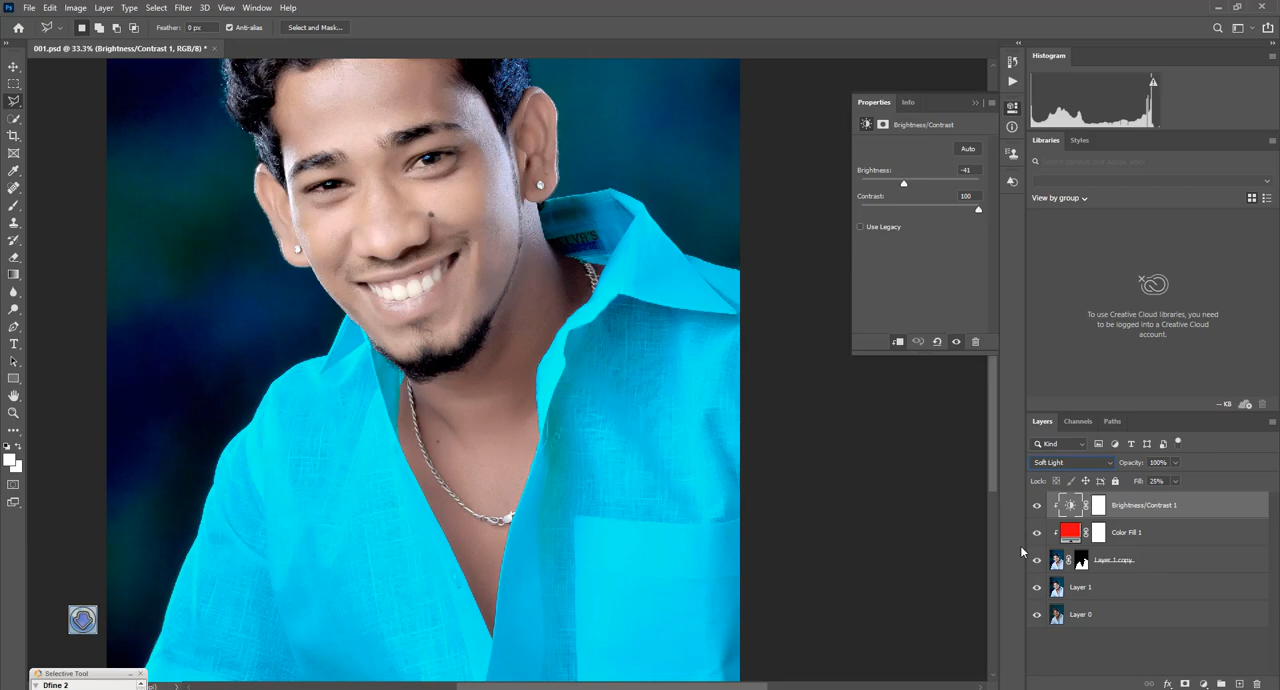 Ps File Edit Image Layer Type Select Filter 3D View Window Help
Feather: 0 px Anti-alias Select and Mask...
001.psd @ 33.3% (Brightness/Contrast 1, RGB/8) * ×
Histogram
Properties Info
Brightness/Contrast
Auto
Brightness: -41
Contrast: 100
Use Legacy
Libraries Styles
View by group
To use Creative Cloud libraries, you need
to be logged into a Creative Cloud
account.
-- KB
Layers Channels Paths
Kind
Soft Light Opacity: 100%
Lock: Fill: 25%
Brightness/Contrast 1
Color Fill 1
Layer 1 copy
Layer 1
Layer 0
Selective Tool
Dfine 2